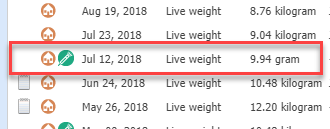 Aug 19, 2018 Live weight 8.76 kilogram
Jul 23, 2018 Live weight 9.04 kilogram
Jul 12, 2018 Live weight 9.94 gram
Jun 24, 2018 Live weight 10.48 kilogram
May 26, 2018 Live weight 12.20 kilogram